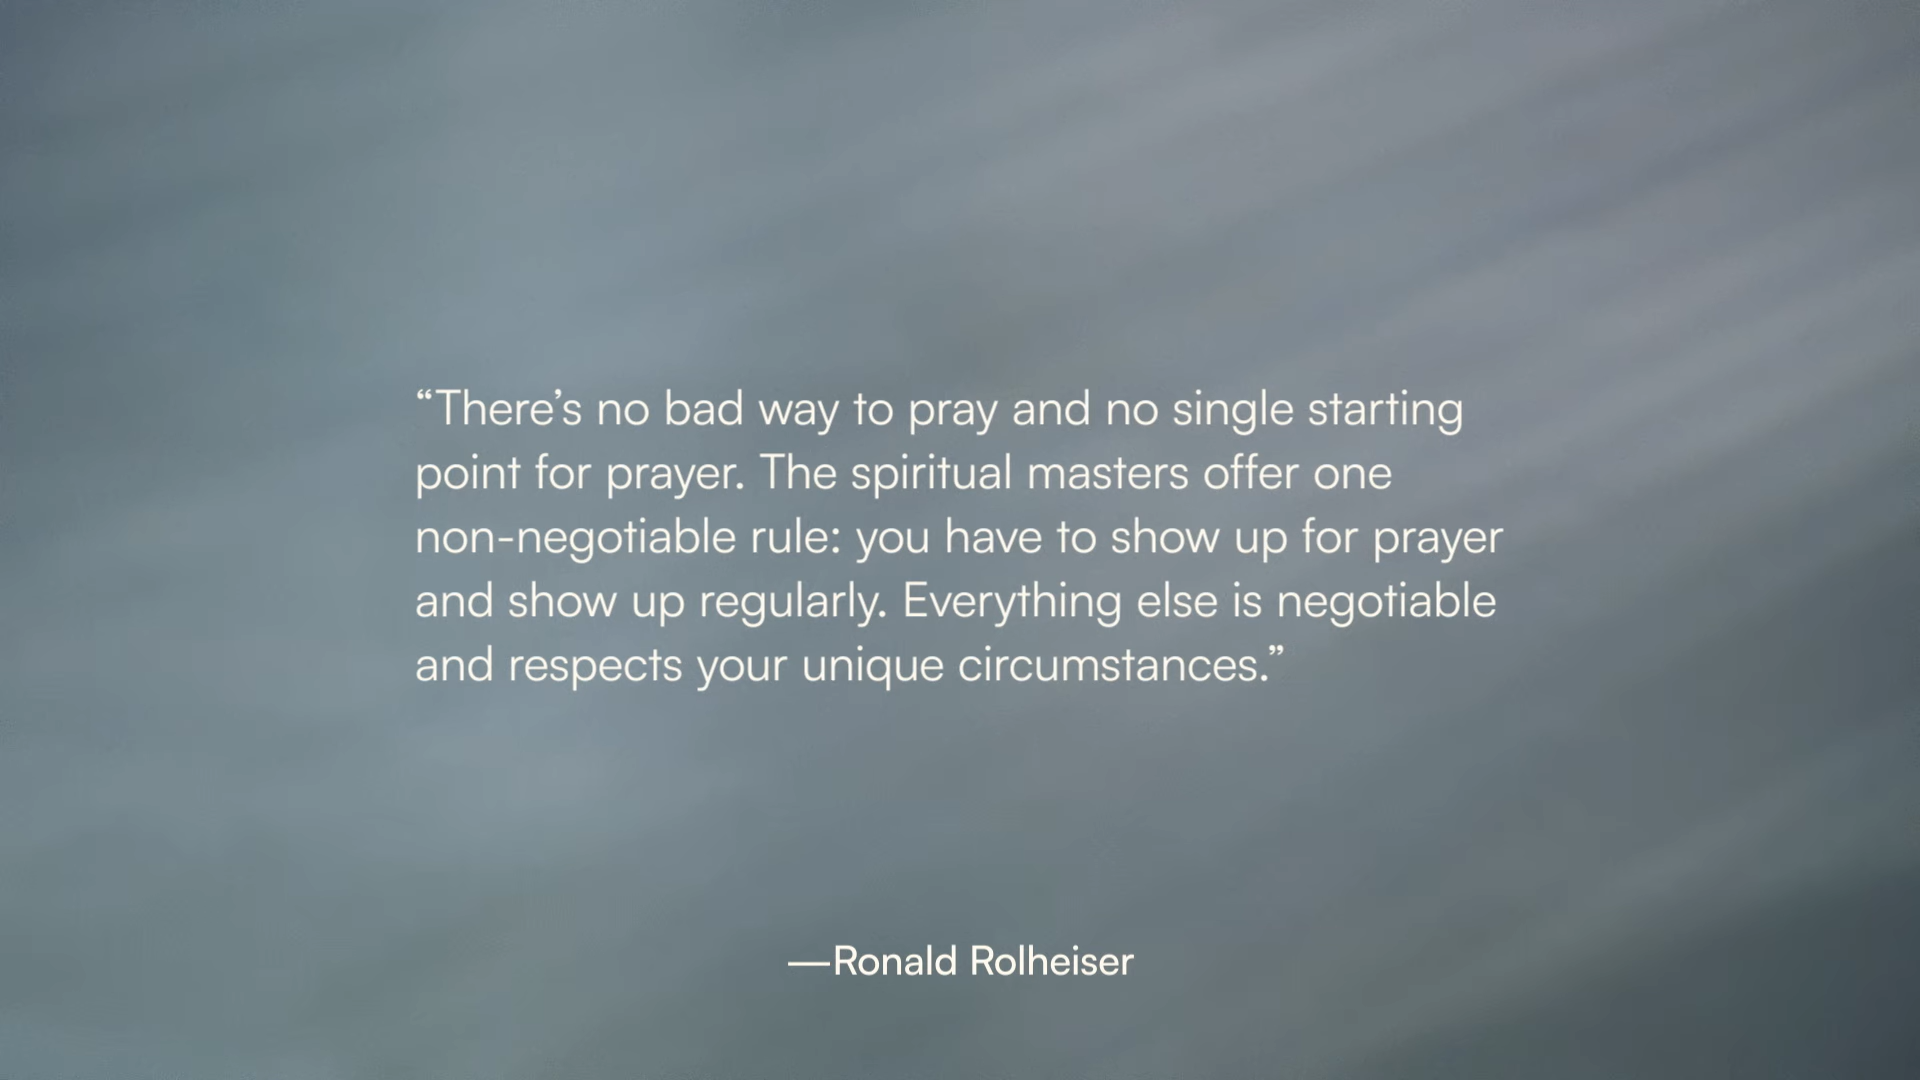 “There’s no bad way to pray and no single starting
point for prayer. The spiritual masters offer one
non-negotiable rule: you have to show up for prayer
and show up regularly. Everything else is negotiable
and respects your unique circumstances.”
—Ronald Rolheiser